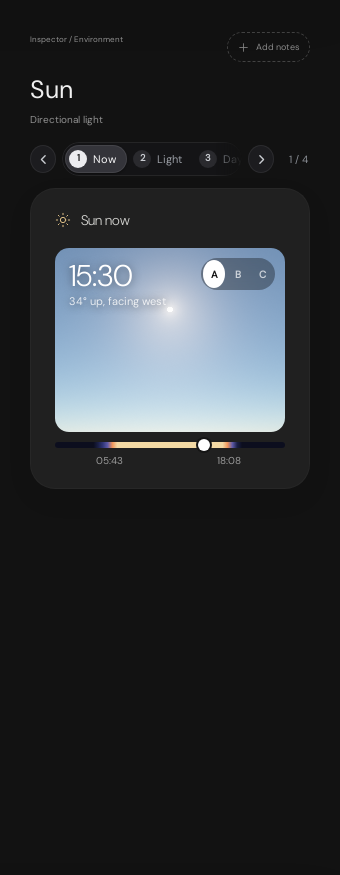 Inspector / Environment
Add notes
Sun
Directional light
1 Now 2 Light 3 1 / 4
Sun now
15:30
A B C
34° up, facing west
05:43 18:08